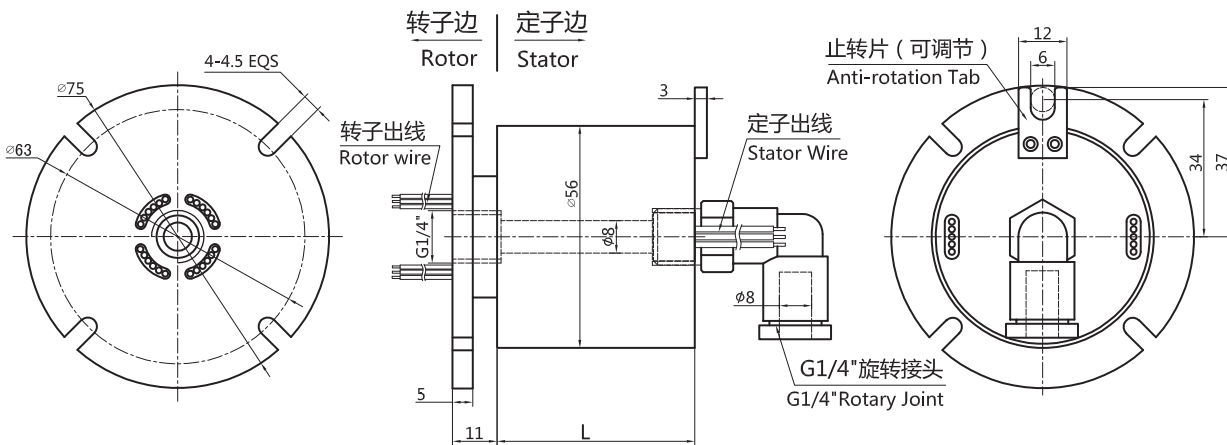 转子边
定子边
Rotor
Stator
4-4.5 EQS
⌀75
⌀63
转子出线
Rotor wire
G1/4"
⌀56
ϕ8
3
定子出线
Stator Wire
ϕ8
G1/4"旋转接头
G1/4"Rotary Joint
5
11
L
止转片（可调节）
Anti-rotation Tab
12
6
34
37